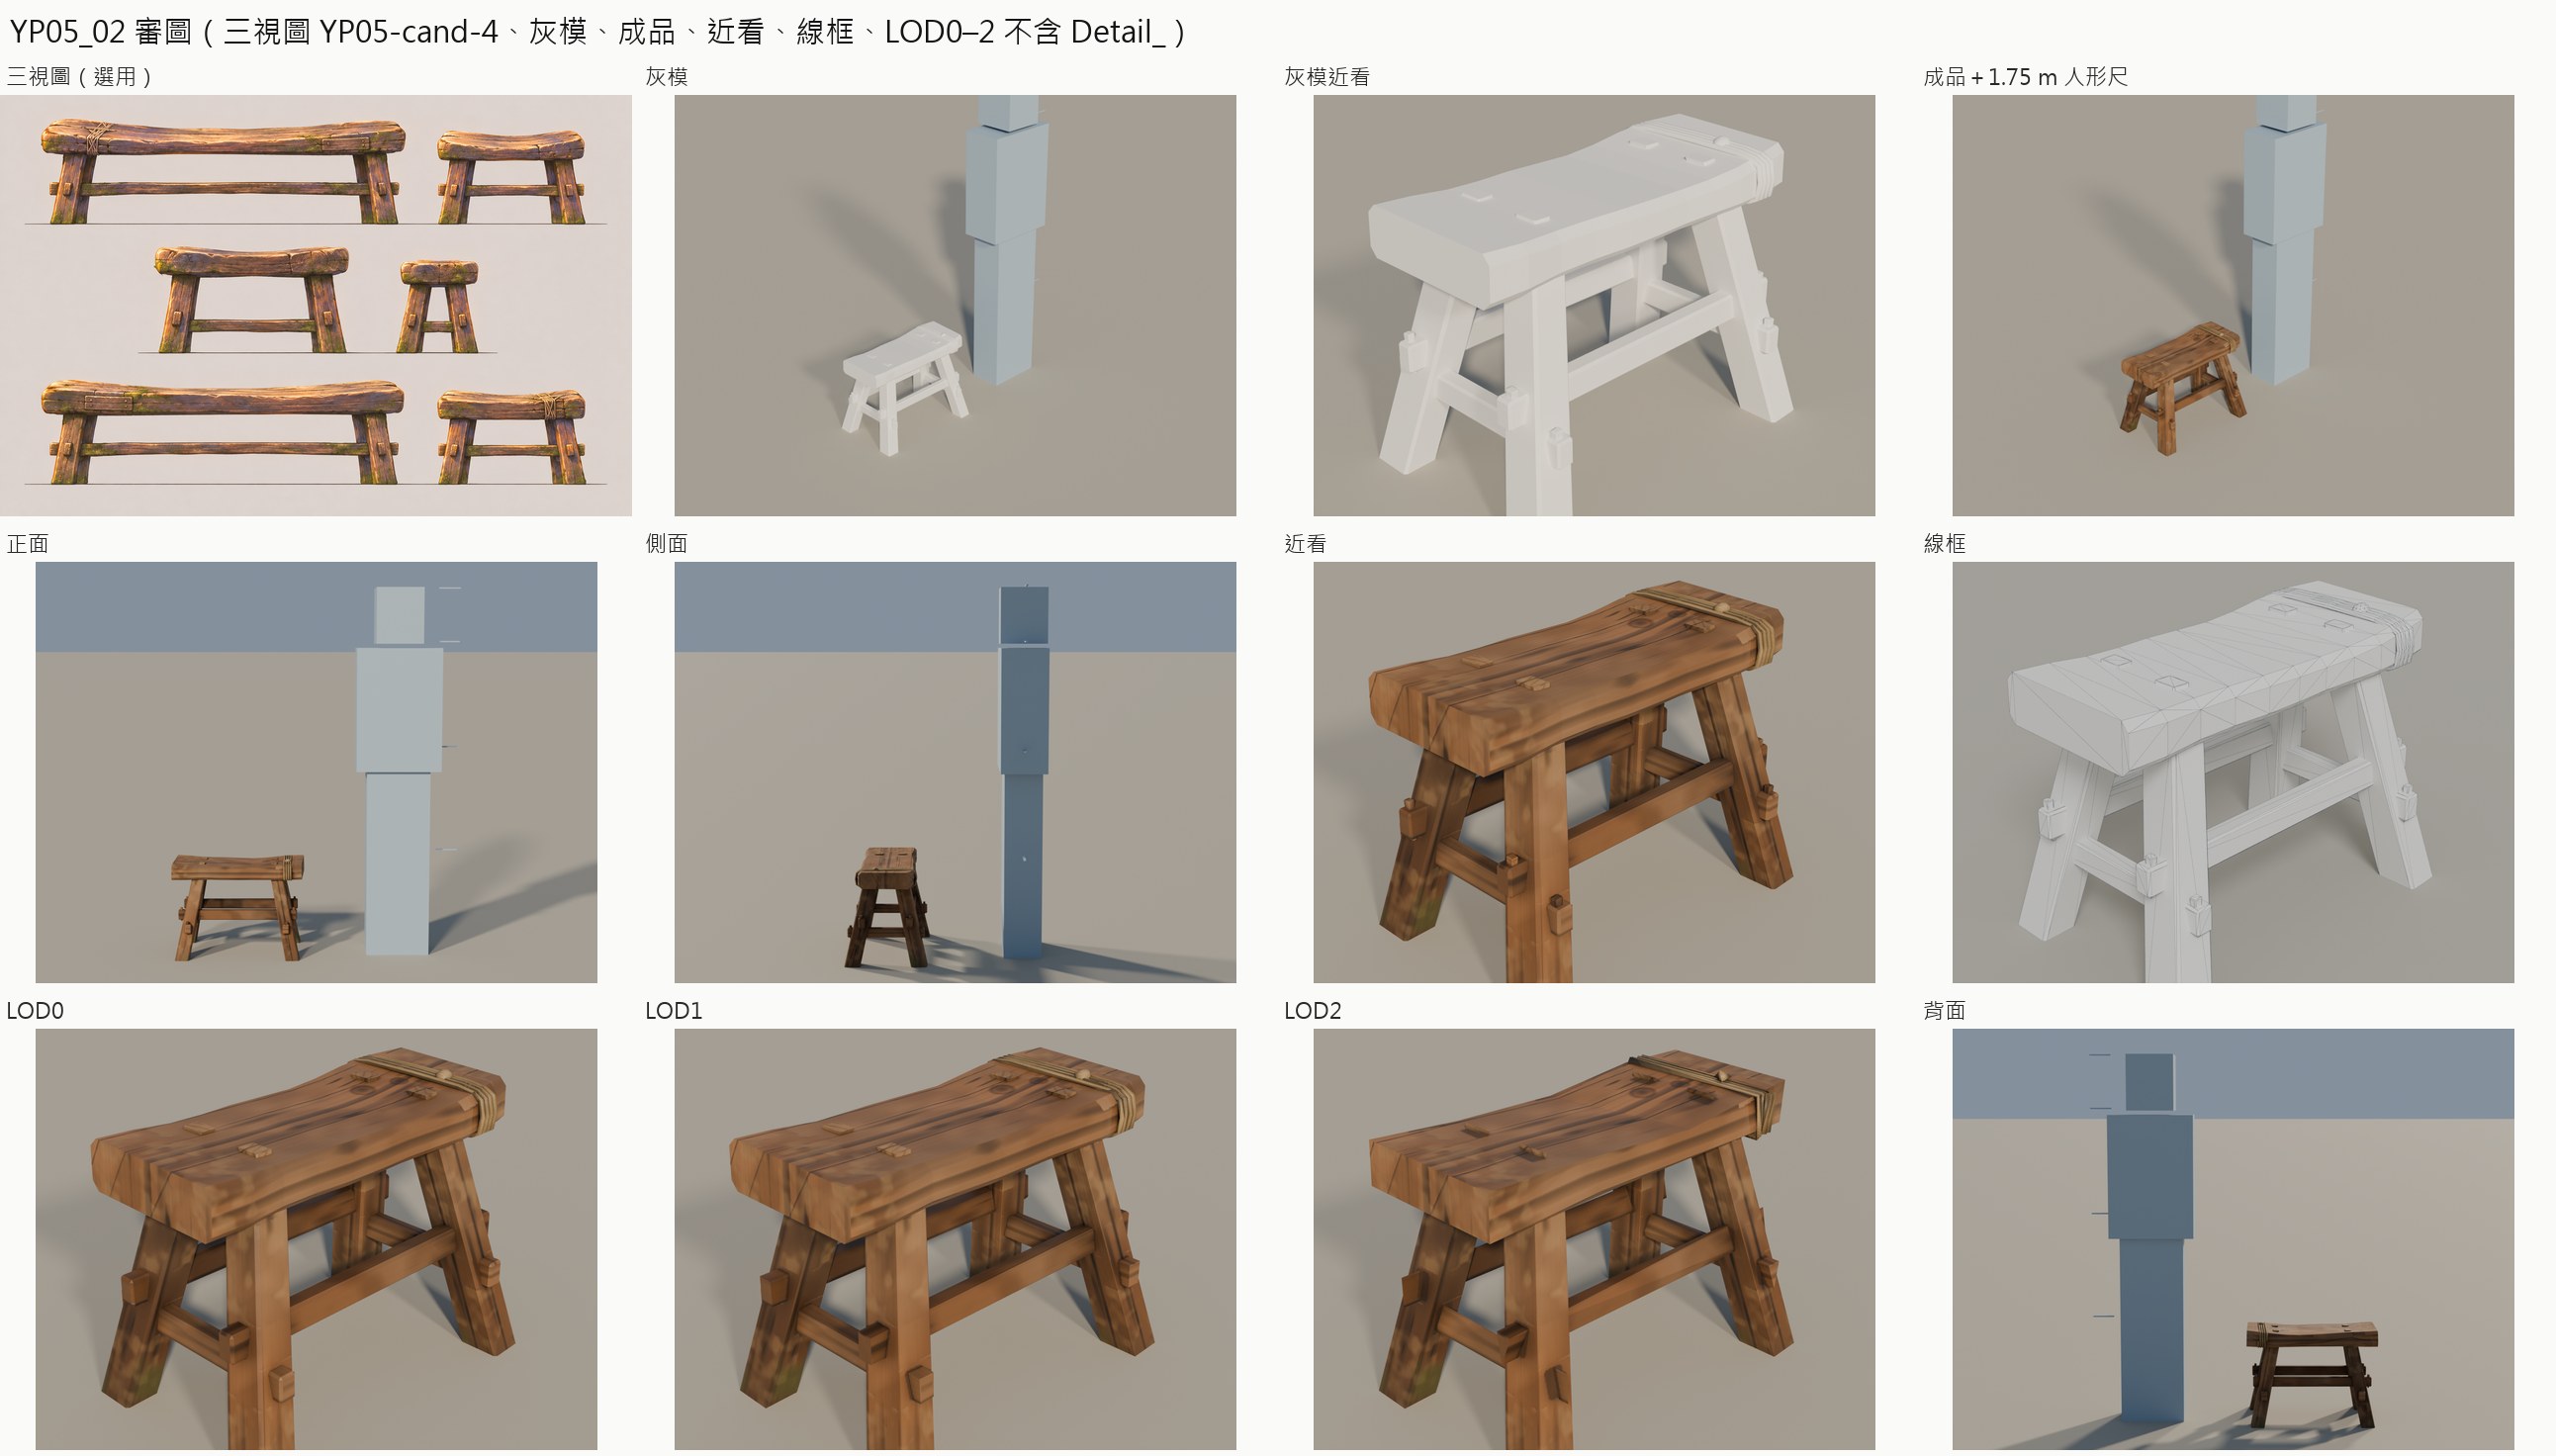 YP05_02 審圖（三視圖 YP05-cand-4、灰模、成品、近看、線框、LOD0–2 不含 Detail_）
三視圖（選用）
灰模
灰模近看
成品＋1.75 m 人形尺
正面
側面
近看
線框
LOD0
LOD1
LOD2
背面